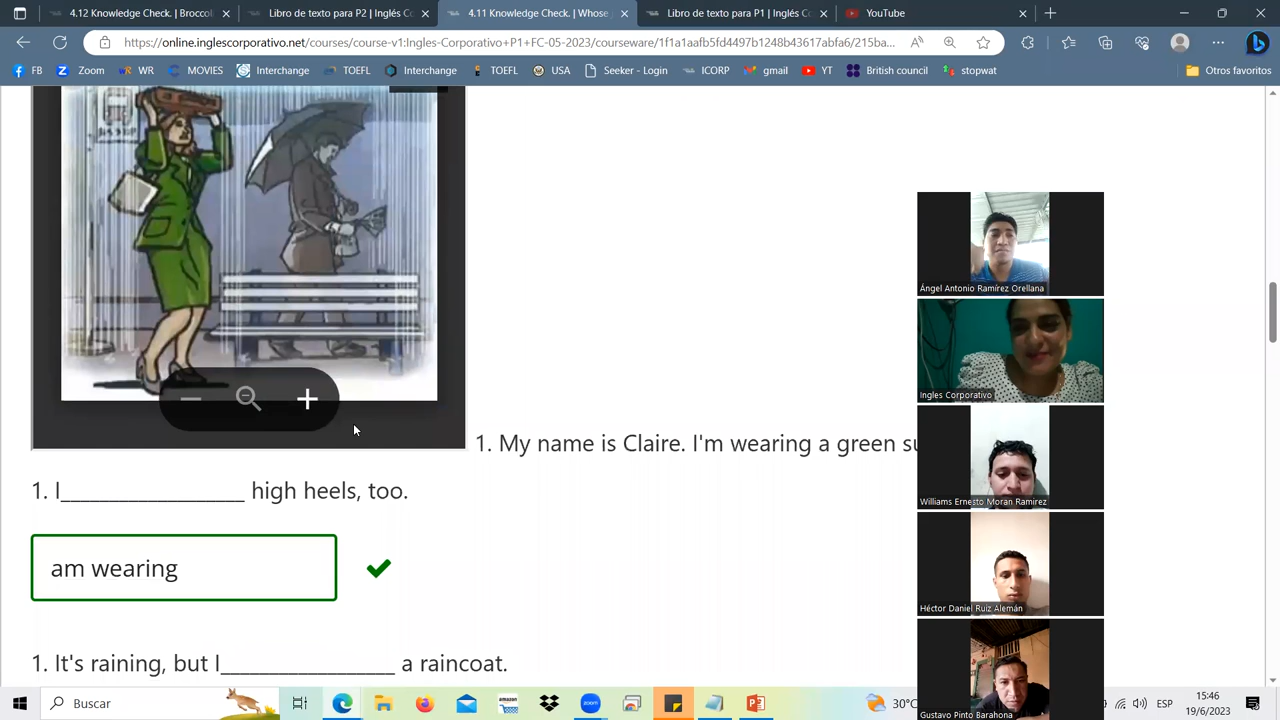 4.12 Knowledge Check. | Broccol
Libro de texto para P2 | Inglés Co
4.11 Knowledge Check. | Whose
Libro de texto para P1 | Inglés C
YouTube
https://online.inglescorporativo.net/courses/course-v1:Ingles-Corporativo+P1+FC-05-2023/courseware/1f1a1aafb5fd4497b1248b43617abfa6/215ba...
FB
Zoom
WR
MOVIES
Interchange
TOEFL
Interchange
TOEFL
USA
Seeker - Login
ICORP
gmail
YT
British council
stopwat
Otros favoritos
Ángel Antonio Ramírez Orellana
Ingles Corporativo
Williams Ernesto Moran Ramirez
Héctor Daniel Ruiz Alemán
Gustavo Pinto Barahona
1. My name is Claire. I'm wearing a green su
1. I_________________ high heels, too.
am wearing
1. It's raining, but I________________ a raincoat.
Buscar
30°C
ESP
19/6/2023